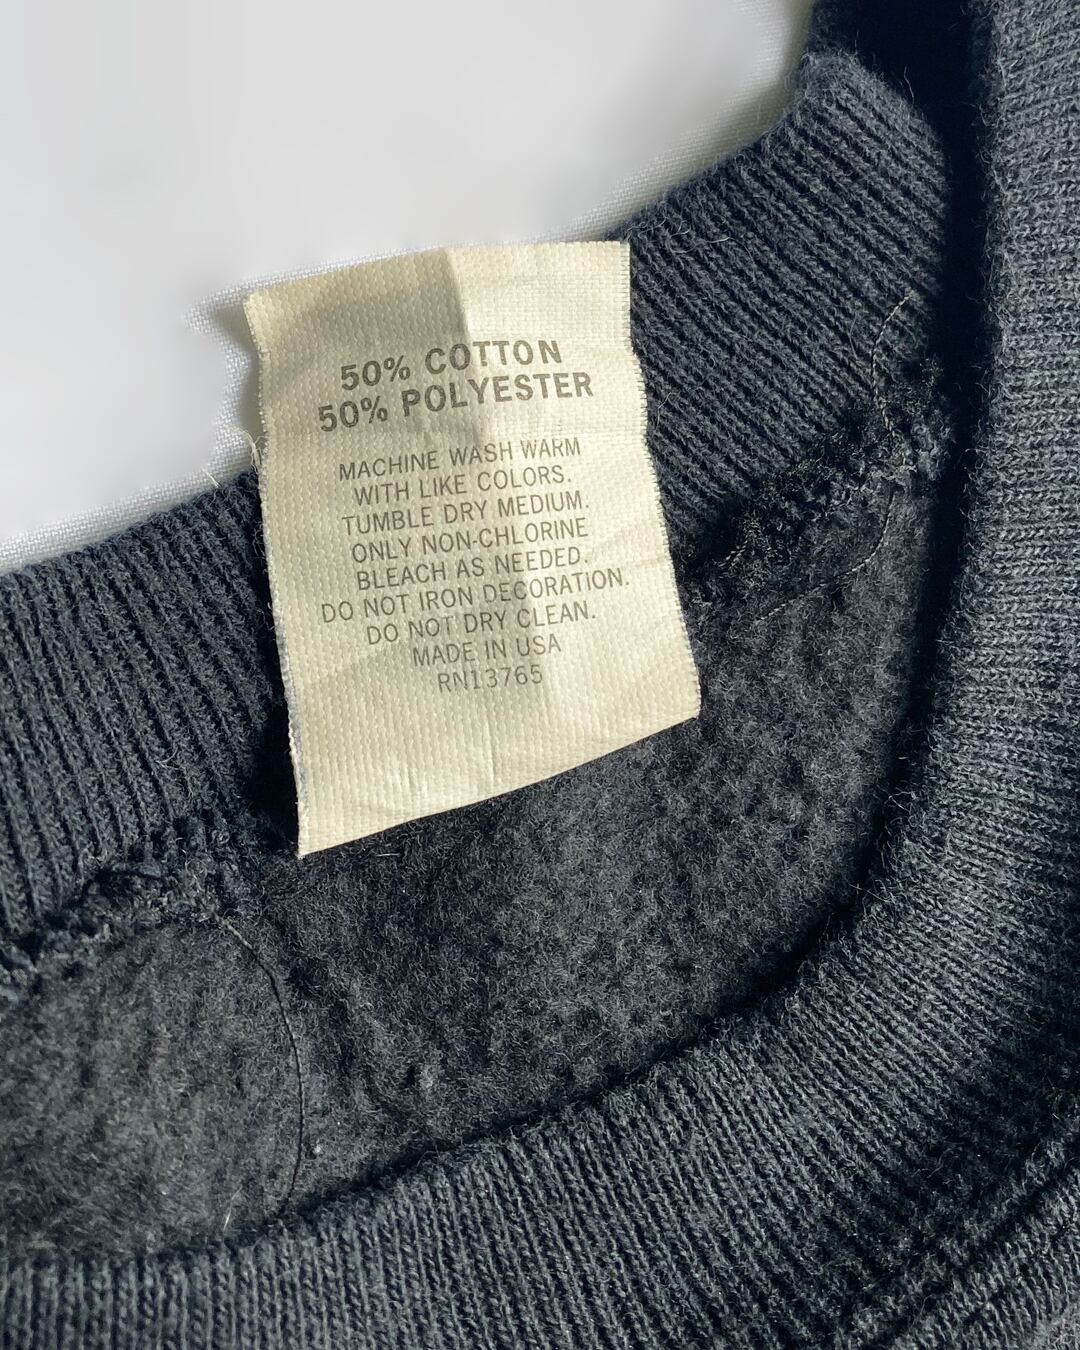 50% COTTON
50% POLYESTER
MACHINE WASH WARM
WITH LIKE COLORS.
TUMBLE DRY MEDIUM.
ONLY NON-CHLORINE
BLEACH AS NEEDED.
DO NOT IRON DECORATION.
DO NOT DRY CLEAN.
MADE IN USA
RN13765